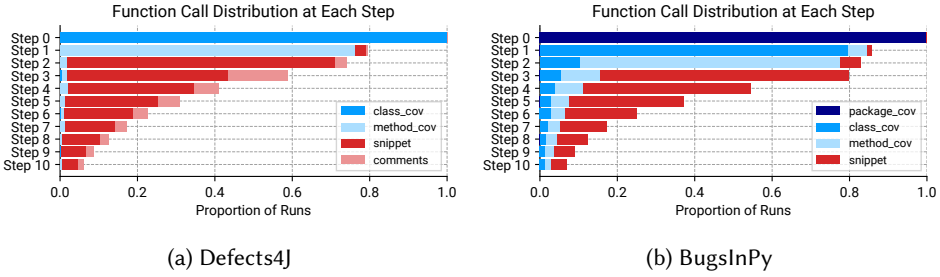 Function Call Distribution at Each Step
Step 0
Step 1
Step 2
Step 3
Step 4
Step 5
Step 6
Step 7
Step 8
Step 9
Step 10
class_cov
method_cov
snippet
comments
0.0 0.2 0.4 0.6 0.8 1.0
Proportion of Runs
(a) Defects4J
Function Call Distribution at Each Step
Step 0
Step 1
Step 2
Step 3
Step 4
Step 5
Step 6
Step 7
Step 8
Step 9
Step 10
package_cov
class_cov
method_cov
snippet
0.0 0.2 0.4 0.6 0.8 1.0
Proportion of Runs
(b) BugsInPy